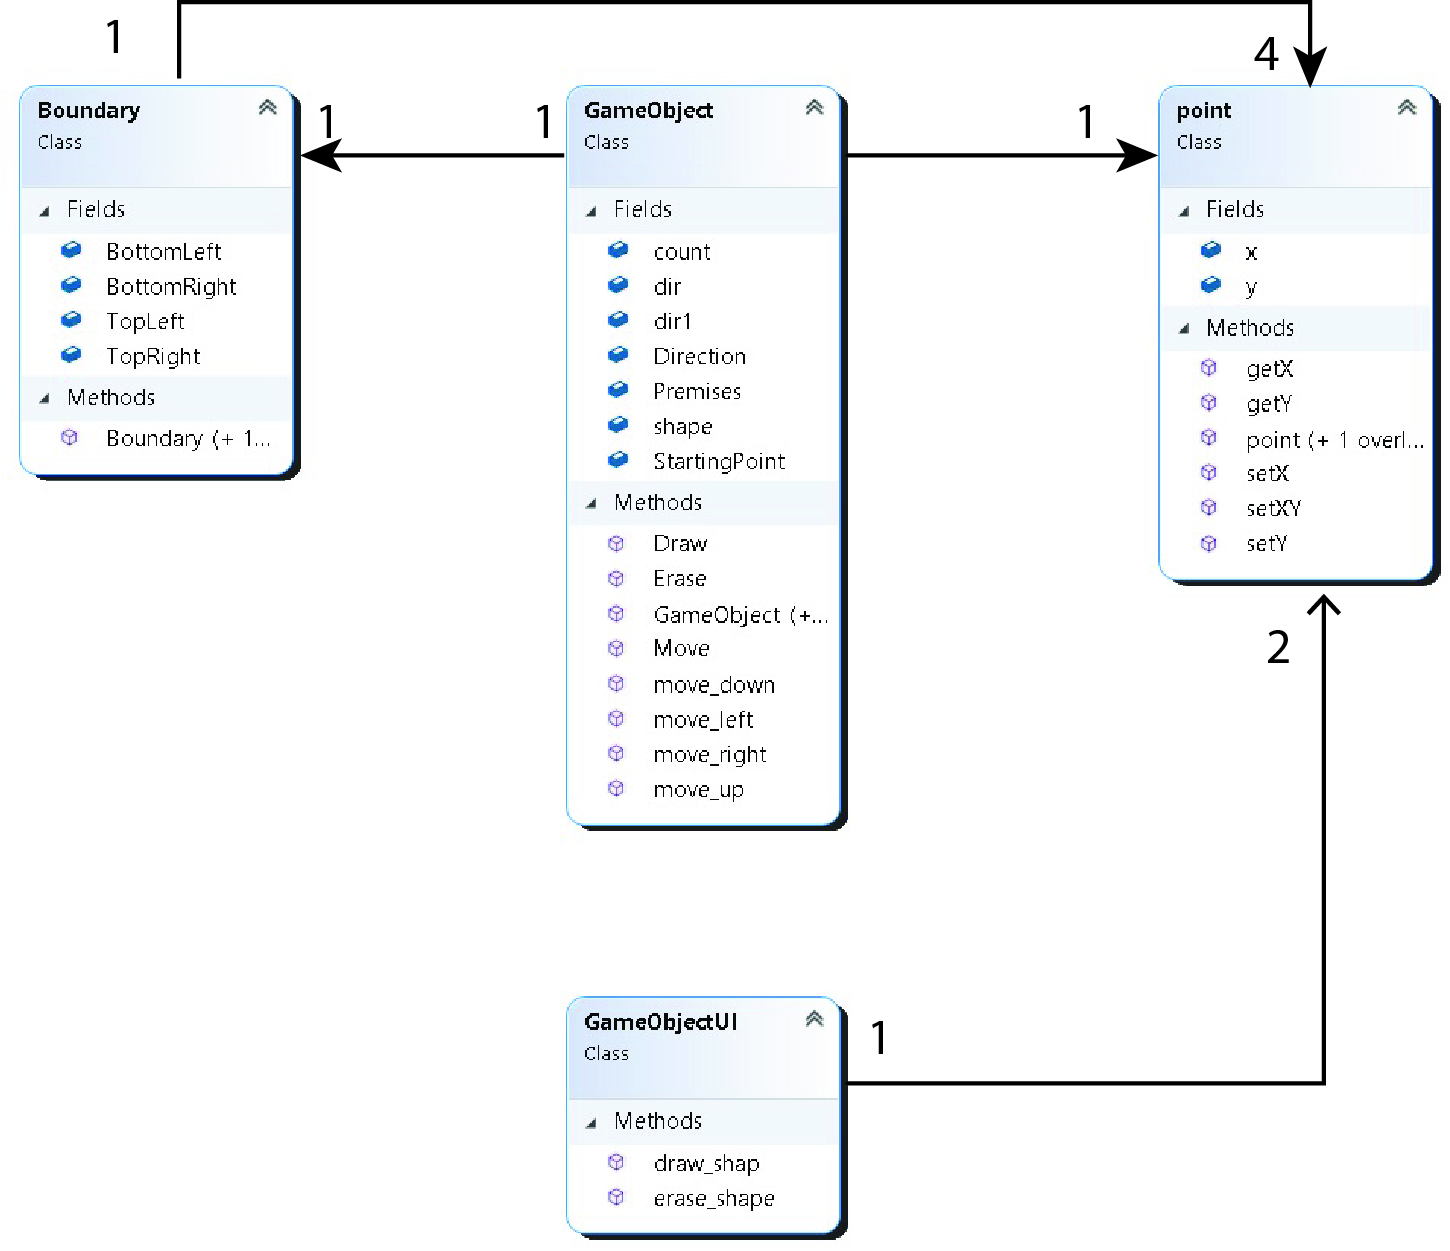 1
4
Boundary
Class
Fields
BottomLeft
BottomRight
TopLeft
TopRight
Methods
Boundary (+ 1...
1
1
GameObject
Class
Fields
count
dir
dir1
Direction
Premises
shape
StartingPoint
Methods
Draw
Erase
GameObject (+...
Move
move_down
move_left
move_right
move_up
1
point
Class
Fields
x
y
Methods
getX
getY
point (+ 1 overl...
setX
setXY
setY
2
GameObjectUI
Class
Methods
draw_shap
erase_shape
1